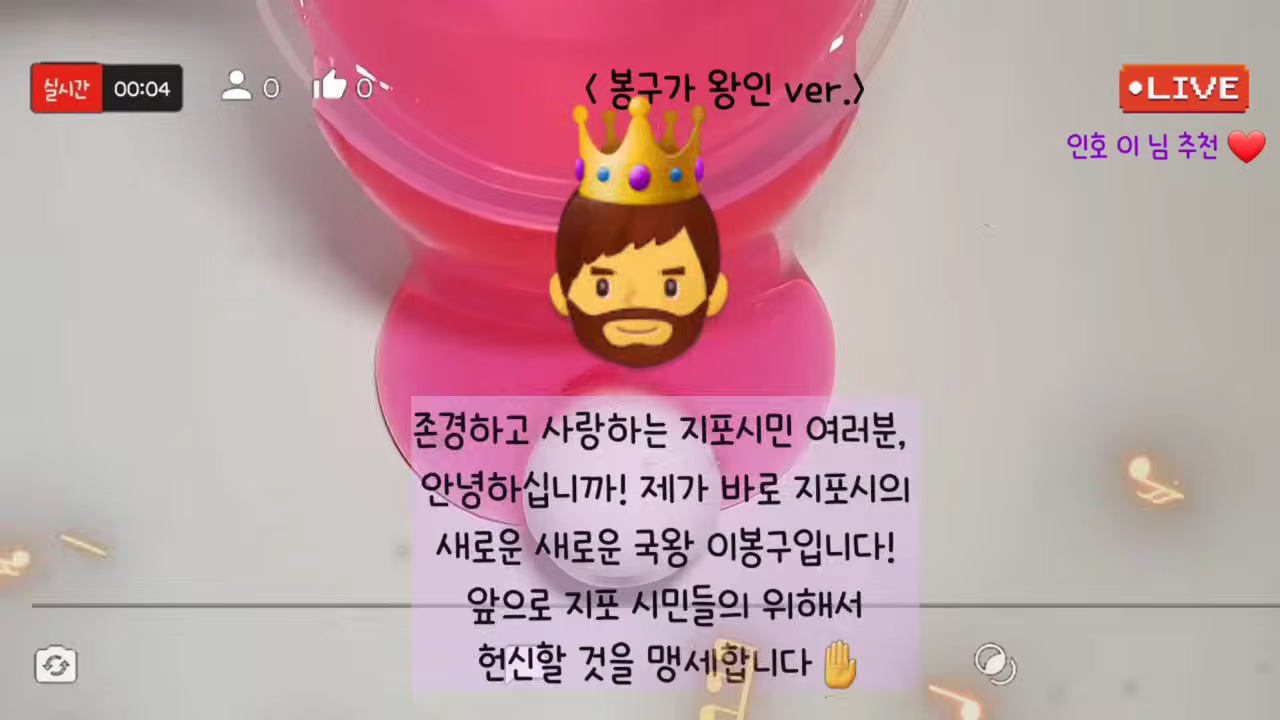 실시간 00:04 0 0
< 봉구가 왕인 ver.>
LIVE
인호 이 님 추천
존경하고 사랑하는 지포시민 여러분,
안녕하십니까! 제가 바로 지포시의
새로운 새로운 국왕 이봉구입니다!
앞으로 지포 시민들의 위해서
헌신할 것을 맹세합니다